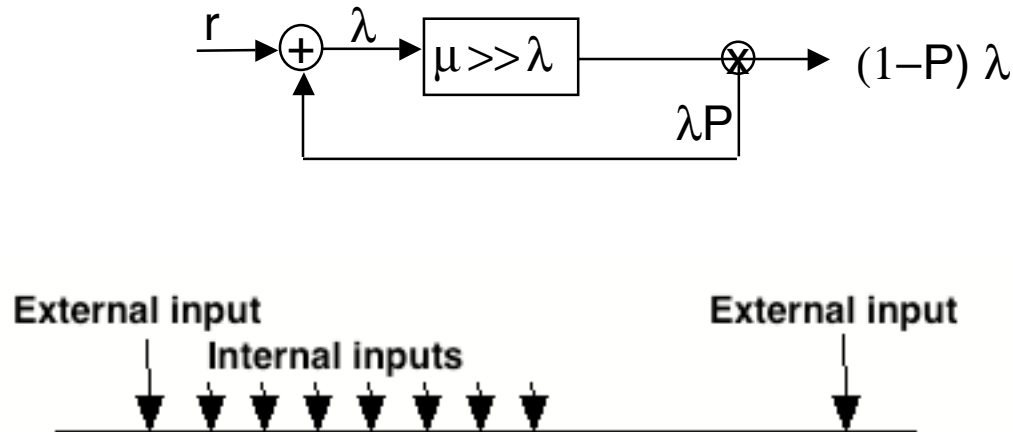 r
+
λ
μ>>λ
x
(1–P) λ
λP
External input
External input
Internal inputs